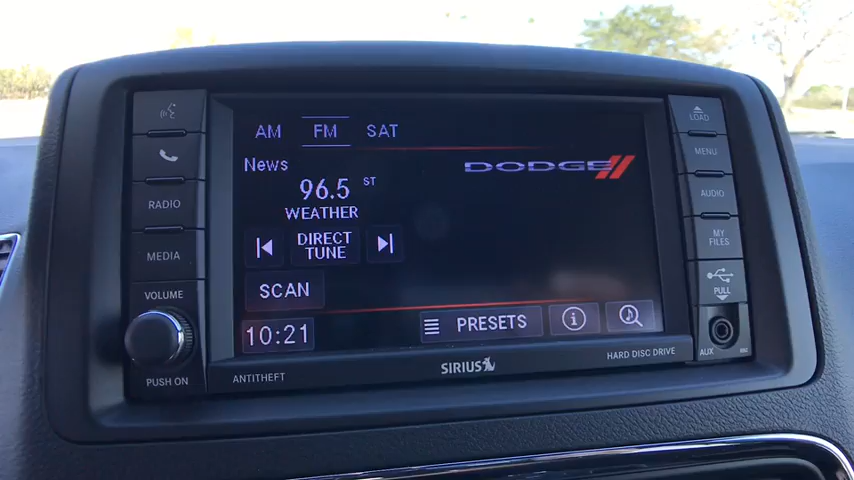 AM FM SAT
News
96.5 ST
WEATHER
DODGE
DIRECT
TUNE
SCAN
10:21
PRESETS
RADIO
MEDIA
VOLUME
PUSH ON
ANTITHEFT
SIRIUS
HARD DISC DRIVE
LOAD
MENU
AUDIO
MY
FILES
PULL
AUX